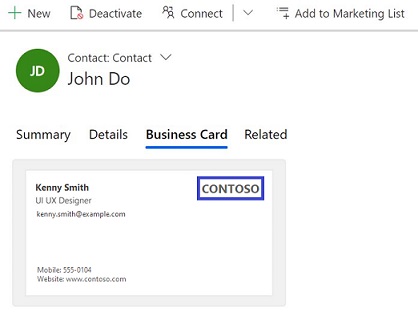 New Deactivate Connect Add to Marketing List
JD
Contact: Contact
John Do
Summary Details Business Card Related
Kenny Smith CONTOSO
UI UX Designer
kenny.smith@example.com
Mobile: 555-0104
Website: www.contoso.com